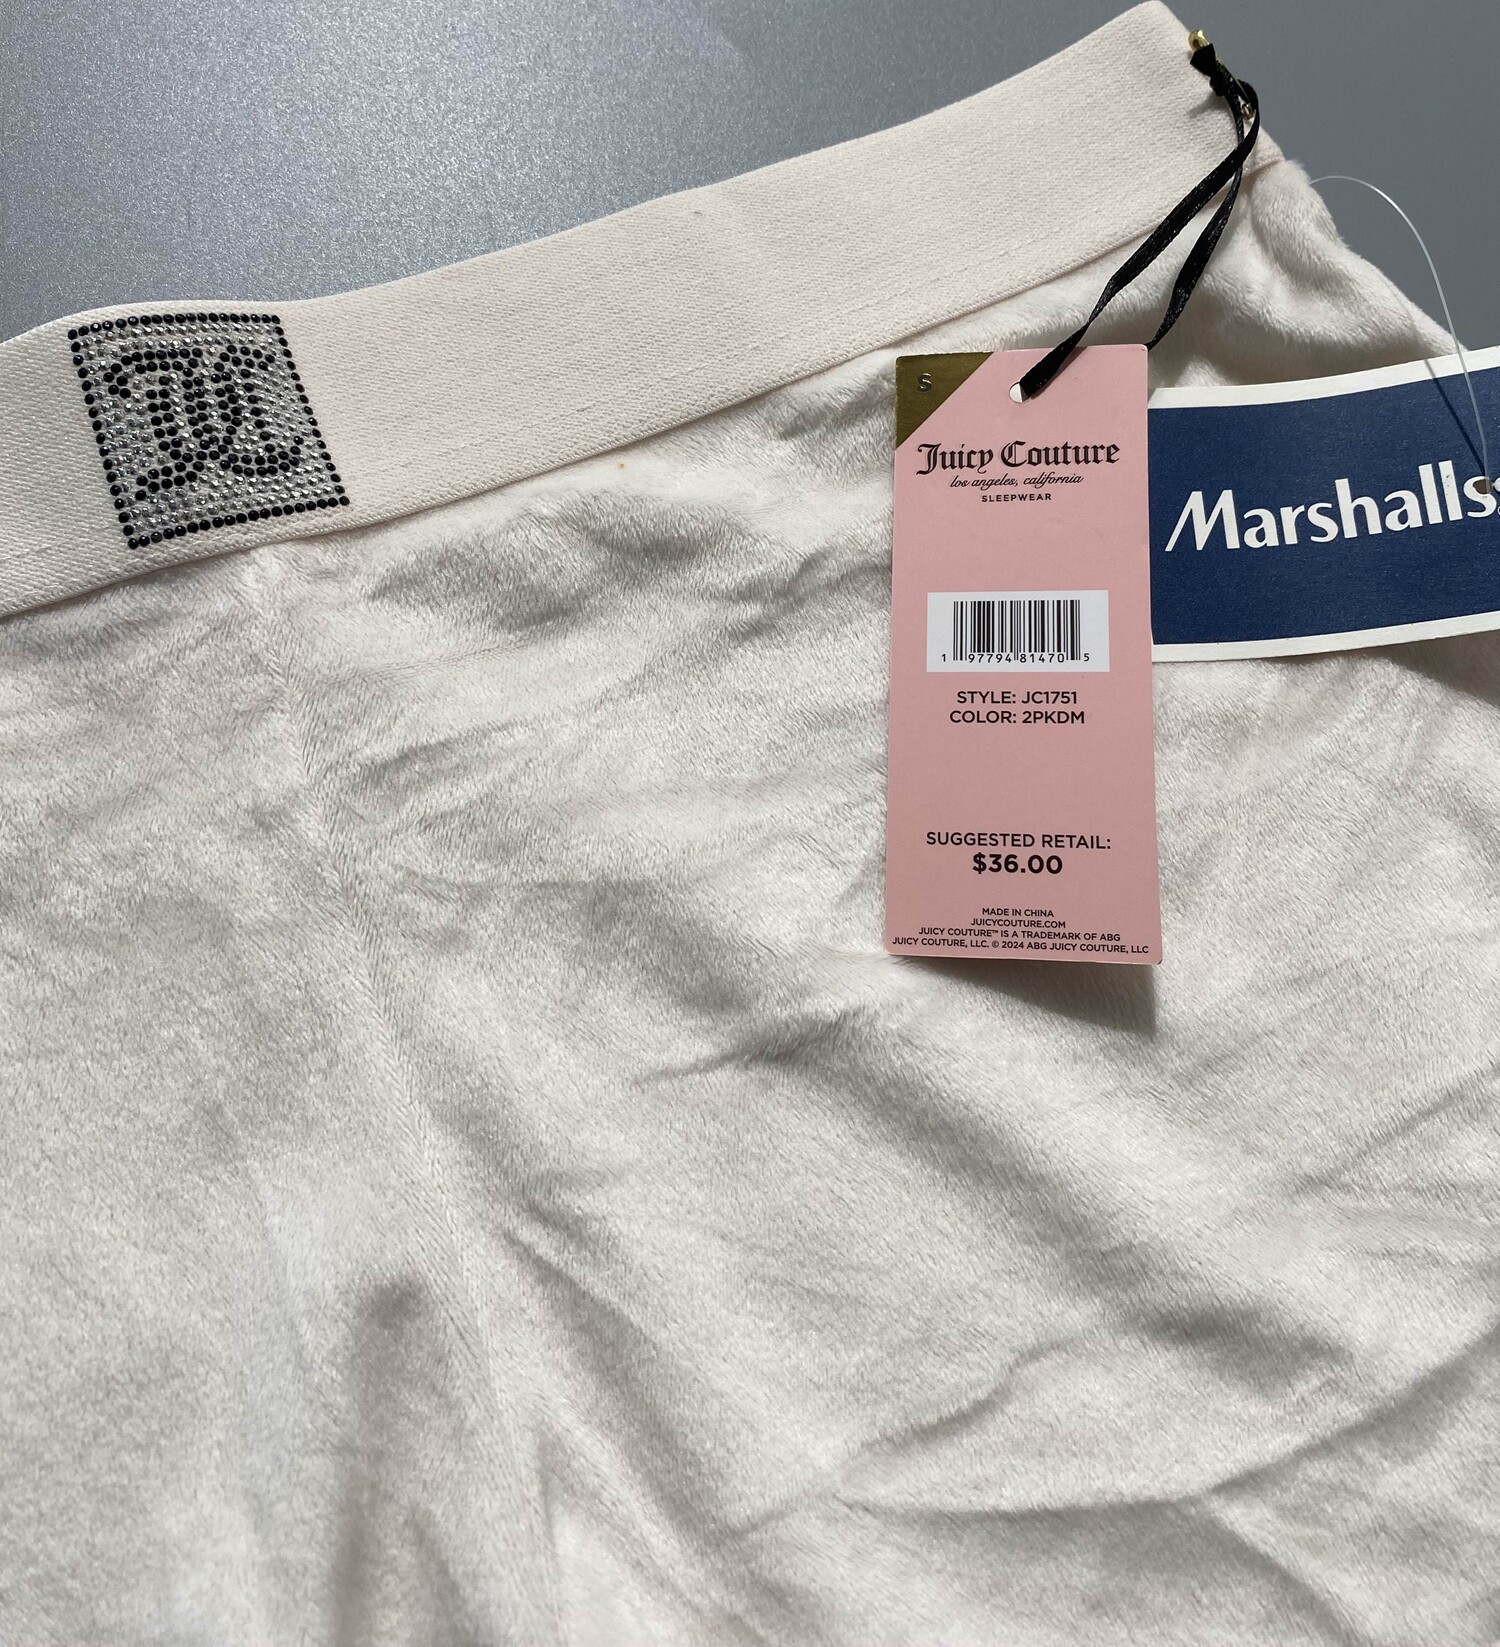 JC
S
Juicy Couture
los angeles, california
SLEEPWEAR
Marshalls
1 97794 81470 5
STYLE: JC1751
COLOR: 2PKDM
SUGGESTED RETAIL:
$36.00
MADE IN CHINA
JUICYCOUTURE.COM
JUICY COUTURE™ IS A TRADEMARK OF ABG
JUICY COUTURE, LLC. © 2024 ABG JUICY COUTURE, LLC